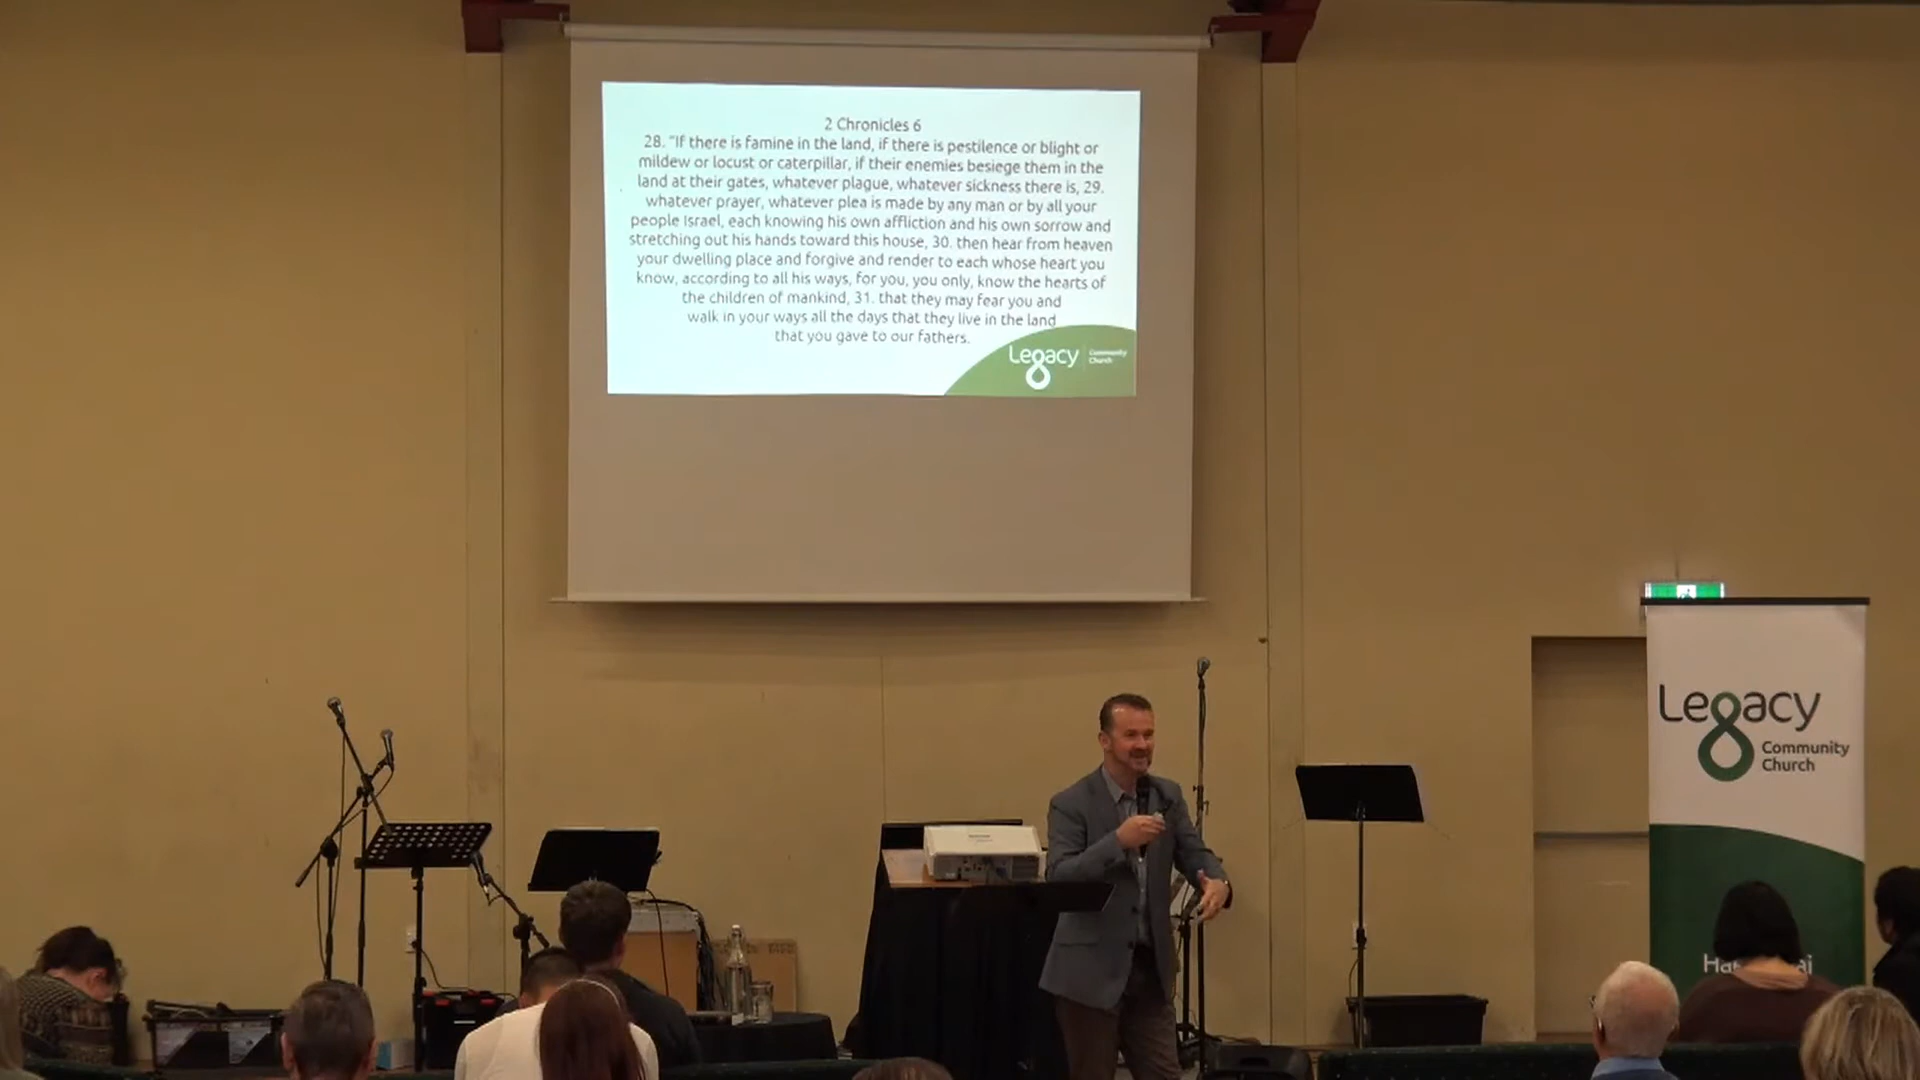 2 Chronicles 6
28. "If there is famine in the land, if there is pestilence or blight or
mildew or locust or caterpillar, if their enemies besiege them in the
land at their gates, whatever plague, whatever sickness there is, 29.
whatever prayer, whatever plea is made by any man or by all your
people Israel, each knowing his own affliction and his own sorrow and
stretching out his hands toward this house, 30. then hear from heaven
your dwelling place and forgive and render to each whose heart you
know, according to all his ways, for you, you only, know the hearts of
the children of mankind, 31. that they may fear you and
walk in your ways all the days that they live in the land
that you gave to our fathers.
Legacy
Community
Church
Legacy
Community
Church